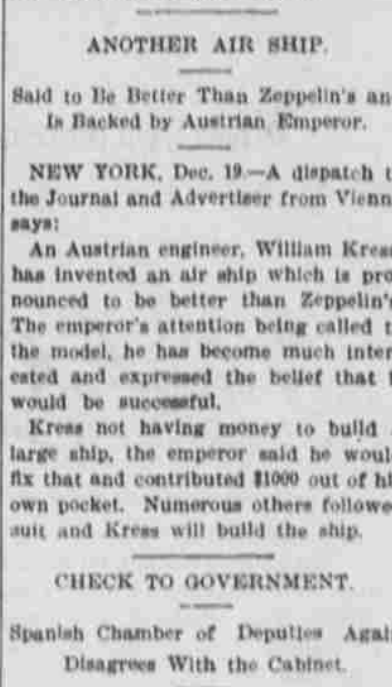 ANOTHER AIR SHIP.
Said to Be Better Than Zeppelin's an
Is Backed by Austrian Emperor.
NEW YORK, Dec. 19.—A dispatch t
the Journal and Advertiser from Vienn
says:
An Austrian engineer, William Kress
has invented an air ship which is pro
nounced to be better than Zeppelin's
The emperor's attention being called t
the model, he has become much inter
ested and expressed the belief that i
would be successful.
Kress not having money to build
large ship, the emperor said he woul
fix that and contributed $1000 out of hi
own pocket. Numerous others followe
suit and Kress will build the ship.
CHECK TO GOVERNMENT.
Spanish Chamber of Deputies Agai
Disagrees With the Cabinet.